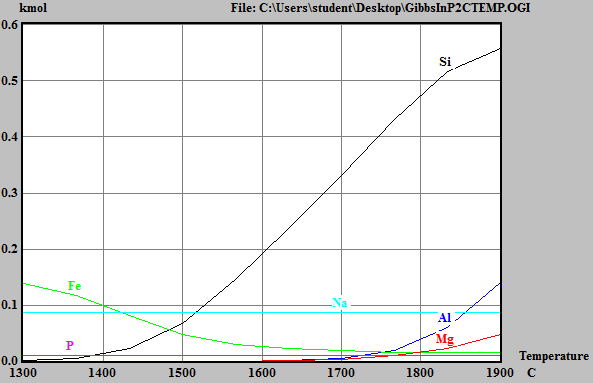 kmol File: C:\Users\student\Desktop\GibbsInP2CTEMP.OGI
0.6
Si
0.5
0.4
0.3
0.2
Fe
Na
0.1
Al
Mg
P
0.0
Temperature
1300 1400 1500 1600 1700 1800 1900 C